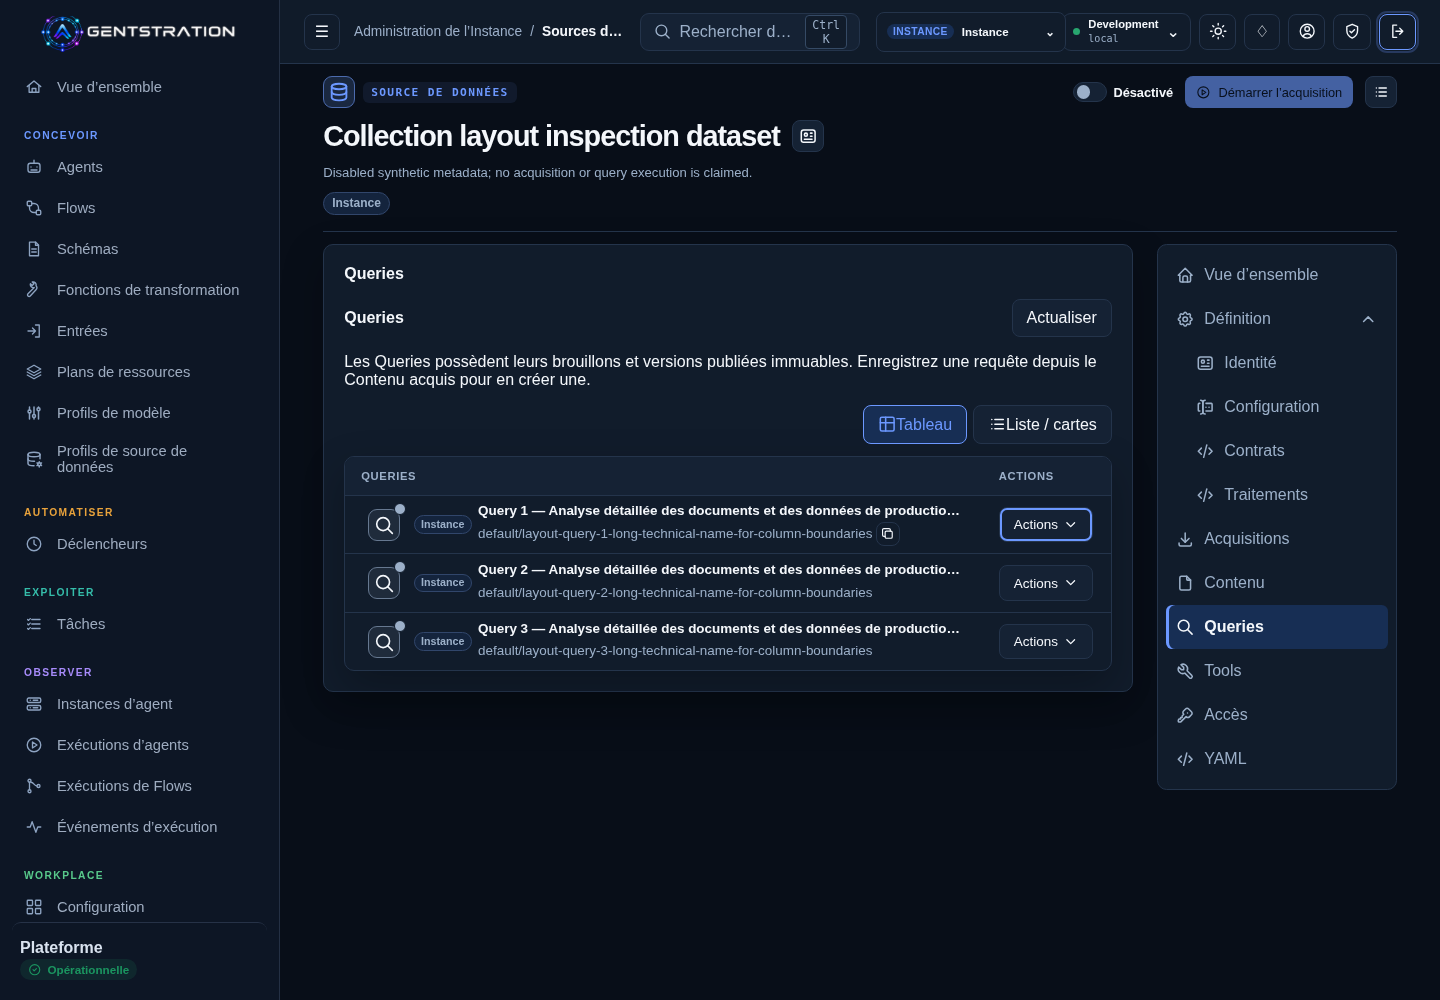 GENTSTRATION
☰
Administration de l’Instance / Sources d…
Rechercher d…
Ctrl K
INSTANCE Instance
Development
local
Vue d’ensemble
CONCEVOIR
Agents
Flows
Schémas
Fonctions de transformation
Entrées
Plans de ressources
Profils de modèle
Profils de source de
données
AUTOMATISER
Déclencheurs
EXPLOITER
Tâches
OBSERVER
Instances d’agent
Exécutions d’agents
Exécutions de Flows
Événements d’exécution
WORKPLACE
Configuration
Plateforme
Opérationnelle
SOURCE DE DONNÉES
Désactivé
Démarrer l’acquisition
Collection layout inspection dataset
Disabled synthetic metadata; no acquisition or query execution is claimed.
Instance
Queries
Queries
Actualiser
Les Queries possèdent leurs brouillons et versions publiées immuables. Enregistrez une requête depuis le
Contenu acquis pour en créer une.
Tableau
Liste / cartes
QUERIES ACTIONS
Instance
Query 1 — Analyse détaillée des documents et des données de productio…
default/layout-query-1-long-technical-name-for-column-boundaries
Actions
Instance
Query 2 — Analyse détaillée des documents et des données de productio…
default/layout-query-2-long-technical-name-for-column-boundaries
Actions
Instance
Query 3 — Analyse détaillée des documents et des données de productio…
default/layout-query-3-long-technical-name-for-column-boundaries
Actions
Vue d’ensemble
Définition
Identité
Configuration
Contrats
Traitements
Acquisitions
Contenu
Queries
Tools
Accès
YAML